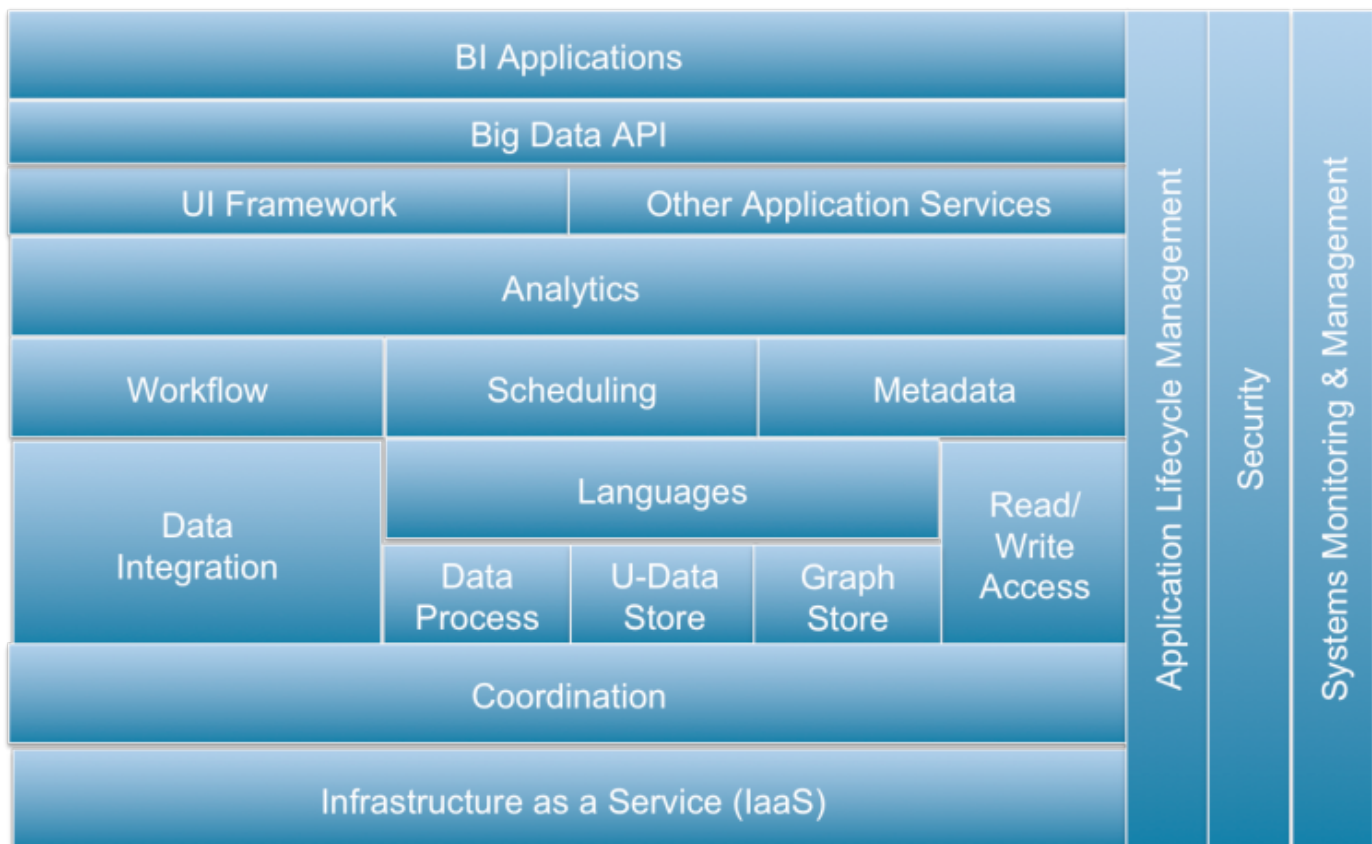 BI Applications
Big Data API
UI Framework
Other Application Services
Analytics
Workflow
Scheduling
Metadata
Data
Integration
Languages
Read/
Write
Access
Data
Process
U-Data
Store
Graph
Store
Coordination
Infrastructure as a Service (IaaS)
Application Lifecycle Management
Security
Systems Monitoring & Management